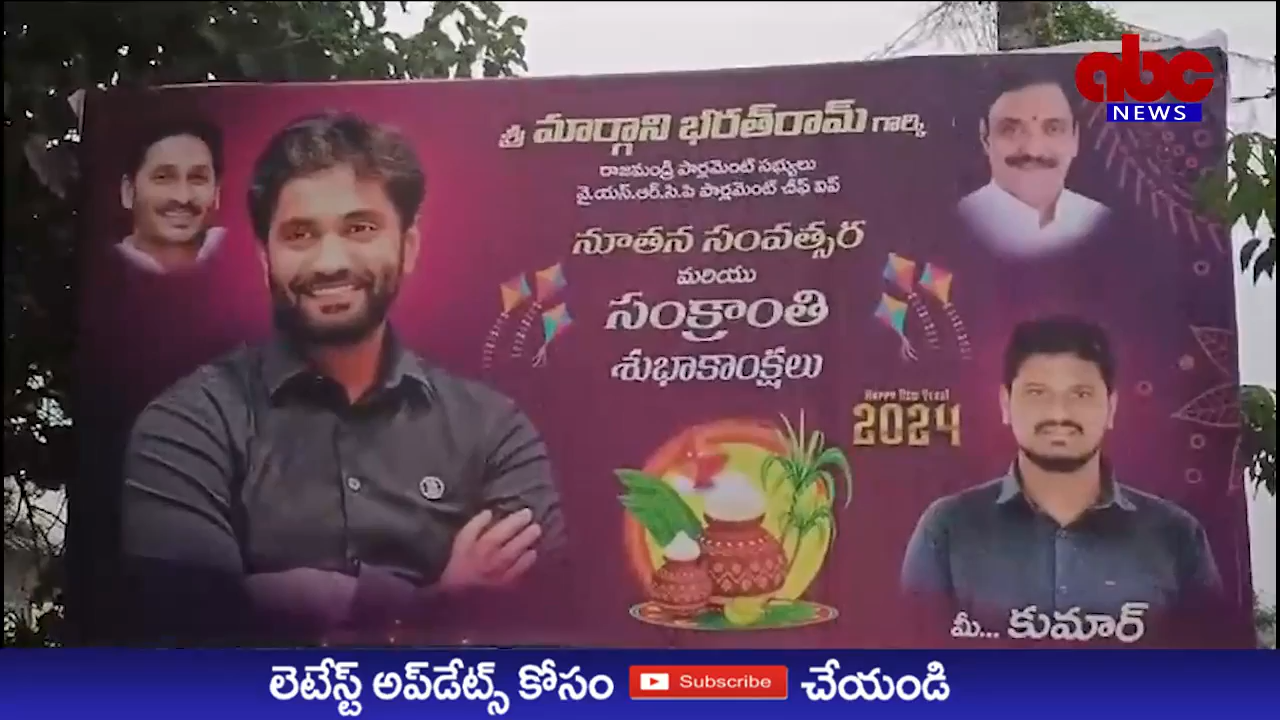 abc
NEWS
శ్రీ మార్గాని భరత్‌రామ్ గార్కి
రాజమండ్రి పార్లమెంట్ సభ్యులు
వై.యస్.ఆర్.సి.పి పార్లమెంట్ చీఫ్ విప్
నూతన సంవత్సర
మరియు
సంక్రాంతి
శుభాకాంక్షలు
Happy New Year!
2024
మీ... కుమార్
లెటేస్ట్ అప్‌డేట్స్ కోసం Subscribe చేయండి